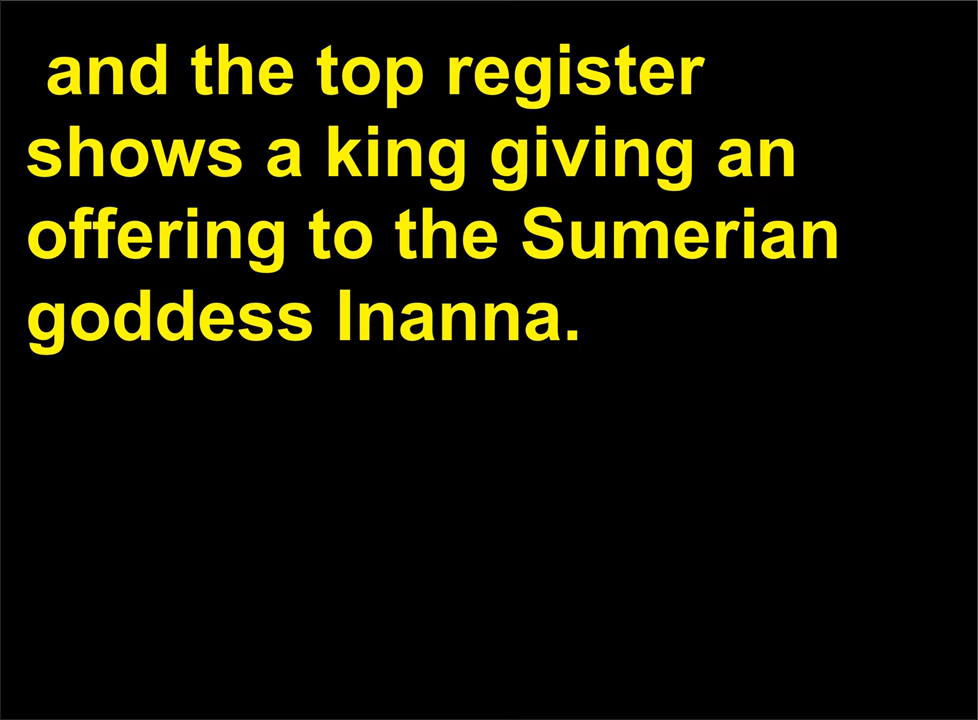 and the top register
shows a king giving an
offering to the Sumerian
goddess Inanna.